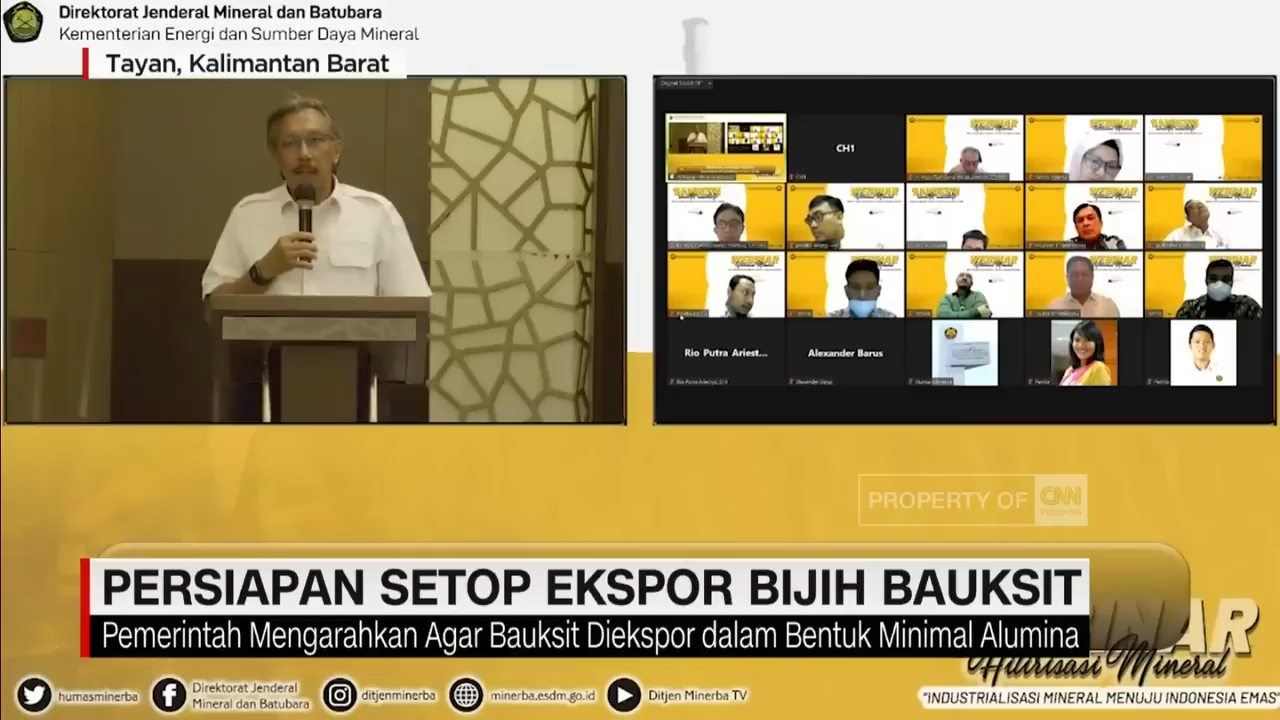 Direktorat Jenderal Mineral dan Batubara
Kementerian Energi dan Sumber Daya Mineral
Tayan, Kalimantan Barat
CH1
WEBINAR
Rio Putra Ariest...
Alexander Barus
PROPERTY OF CNN
Indonesia
PERSIAPAN SETOP EKSPOR BIJIH BAUKSIT
Pemerintah Mengarahkan Agar Bauksit Diekspor dalam Bentuk Minimal Alumina
Hilirisasi Mineral
"INDUSTRIALISASI MINERAL MENUJU INDONESIA EMAS"
humasminerba
Direktorat Jenderal
Mineral dan Batubara
ditjenminerba
minerba.esdm.go.id
Ditjen Minerba TV